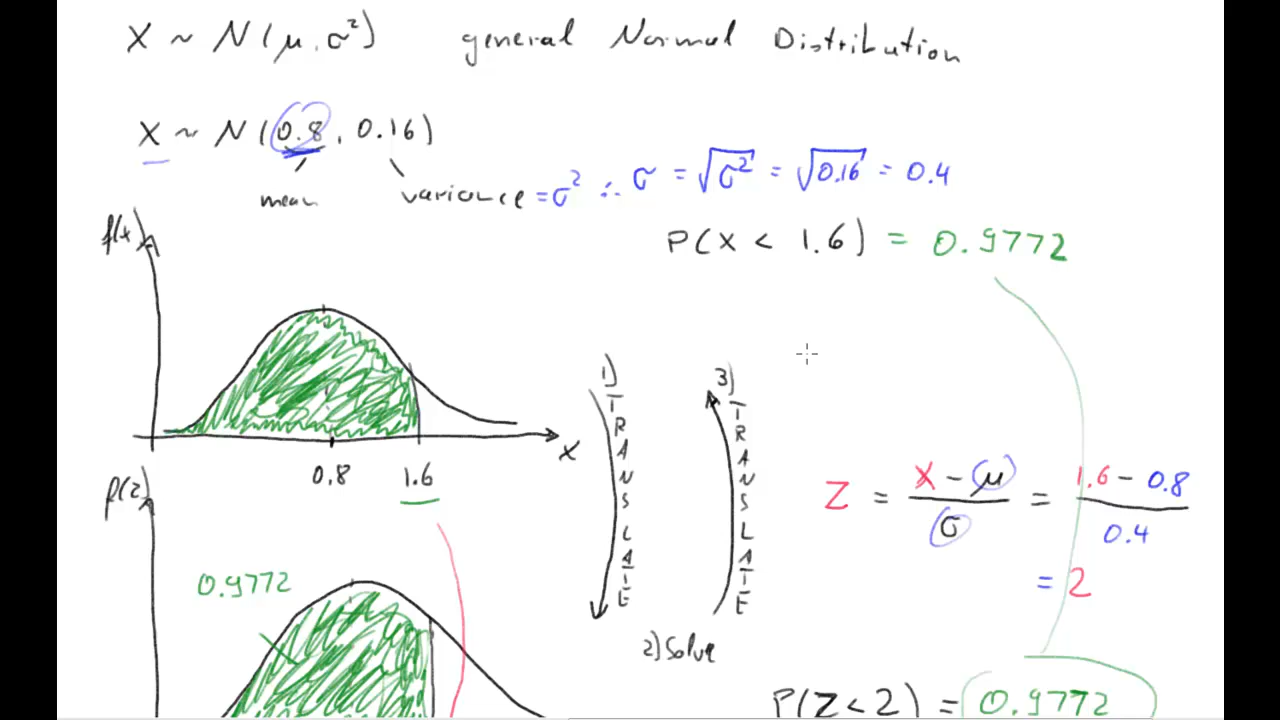 X ~ N(μ, σ²) general Normal Distribution
X ~ N(0.8, 0.16)
mean
variance = σ² ∴ σ = √σ² = √0.16 = 0.4
P(X < 1.6) = 0.9772
f(x)
x
0.8 1.6
1) TRANSLATE
3) TRANSLATE
Z = (X - μ)/σ = (1.6 - 0.8)/0.4
= 2
f(z)
0.9772
2) Solve
P(Z < 2) = 0.9772